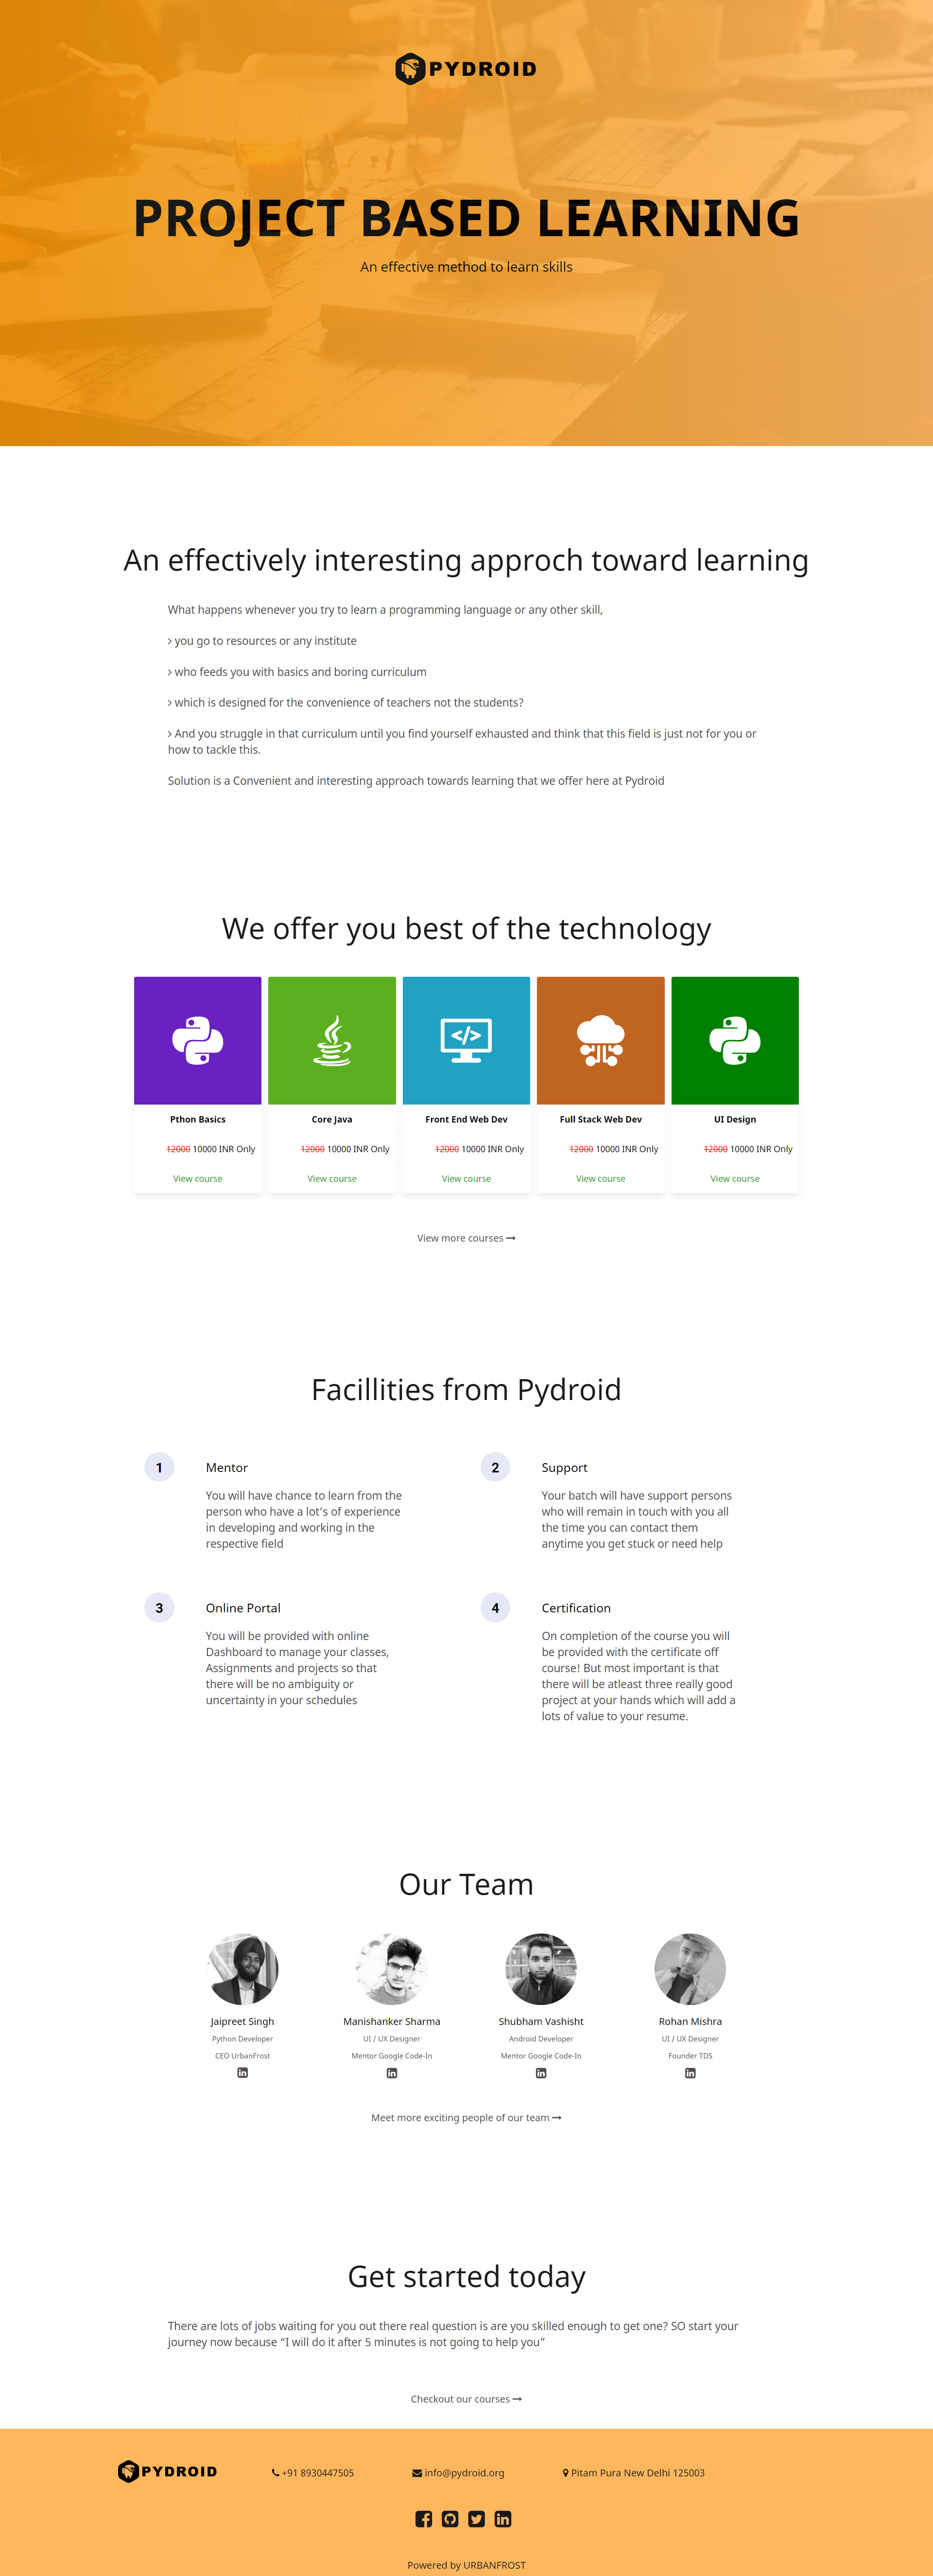 PYDROID
PROJECT BASED LEARNING
An effective method to learn skills
An effectively interesting approch toward learning
What happens whenever you try to learn a programming language or any other skill,
> you go to resources or any institute
> who feeds you with basics and boring curriculum
> which is designed for the convenience of teachers not the students?
> And you struggle in that curriculum until you find yourself exhausted and think that this field is just not for you or
how to tackle this.
Solution is a Convenient and interesting approach towards learning that we offer here at Pydroid
We offer you best of the technology
Pthon Basics
12000 10000 INR Only
View course
Core Java
12000 10000 INR Only
View course
</>
Front End Web Dev
12000 10000 INR Only
View course
Full Stack Web Dev
12000 10000 INR Only
View course
UI Design
12000 10000 INR Only
View course
View more courses →
Facillities from Pydroid
1
Mentor
You will have chance to learn from the
person who have a lot's of experience
in developing and working in the
respective field
2
Support
Your batch will have support persons
who will remain in touch with you all
the time you can contact them
anytime you get stuck or need help
3
Online Portal
You will be provided with online
Dashboard to manage your classes,
Assignments and projects so that
there will be no ambiguity or
uncertainty in your schedules
4
Certification
On completion of the course you will
be provided with the certificate off
course! But most important is that
there will be atleast three really good
project at your hands which will add a
lots of value to your resume.
Our Team
Jaipreet Singh
Python Developer
CEO UrbanFrost
in
Manishanker Sharma
UI / UX Designer
Mentor Google Code-In
in
Shubham Vashisht
Android Developer
Mentor Google Code-In
in
Rohan Mishra
UI / UX Designer
Founder TDS
in
Meet more exciting people of our team →
Get started today
There are lots of jobs waiting for you out there real question is are you skilled enough to get one? SO start your
journey now because “I will do it after 5 minutes is not going to help you”
Checkout our courses →
PYDROID
+91 8930447505
info@pydroid.org
Pitam Pura New Delhi 125003
in
Powered by URBANFROST